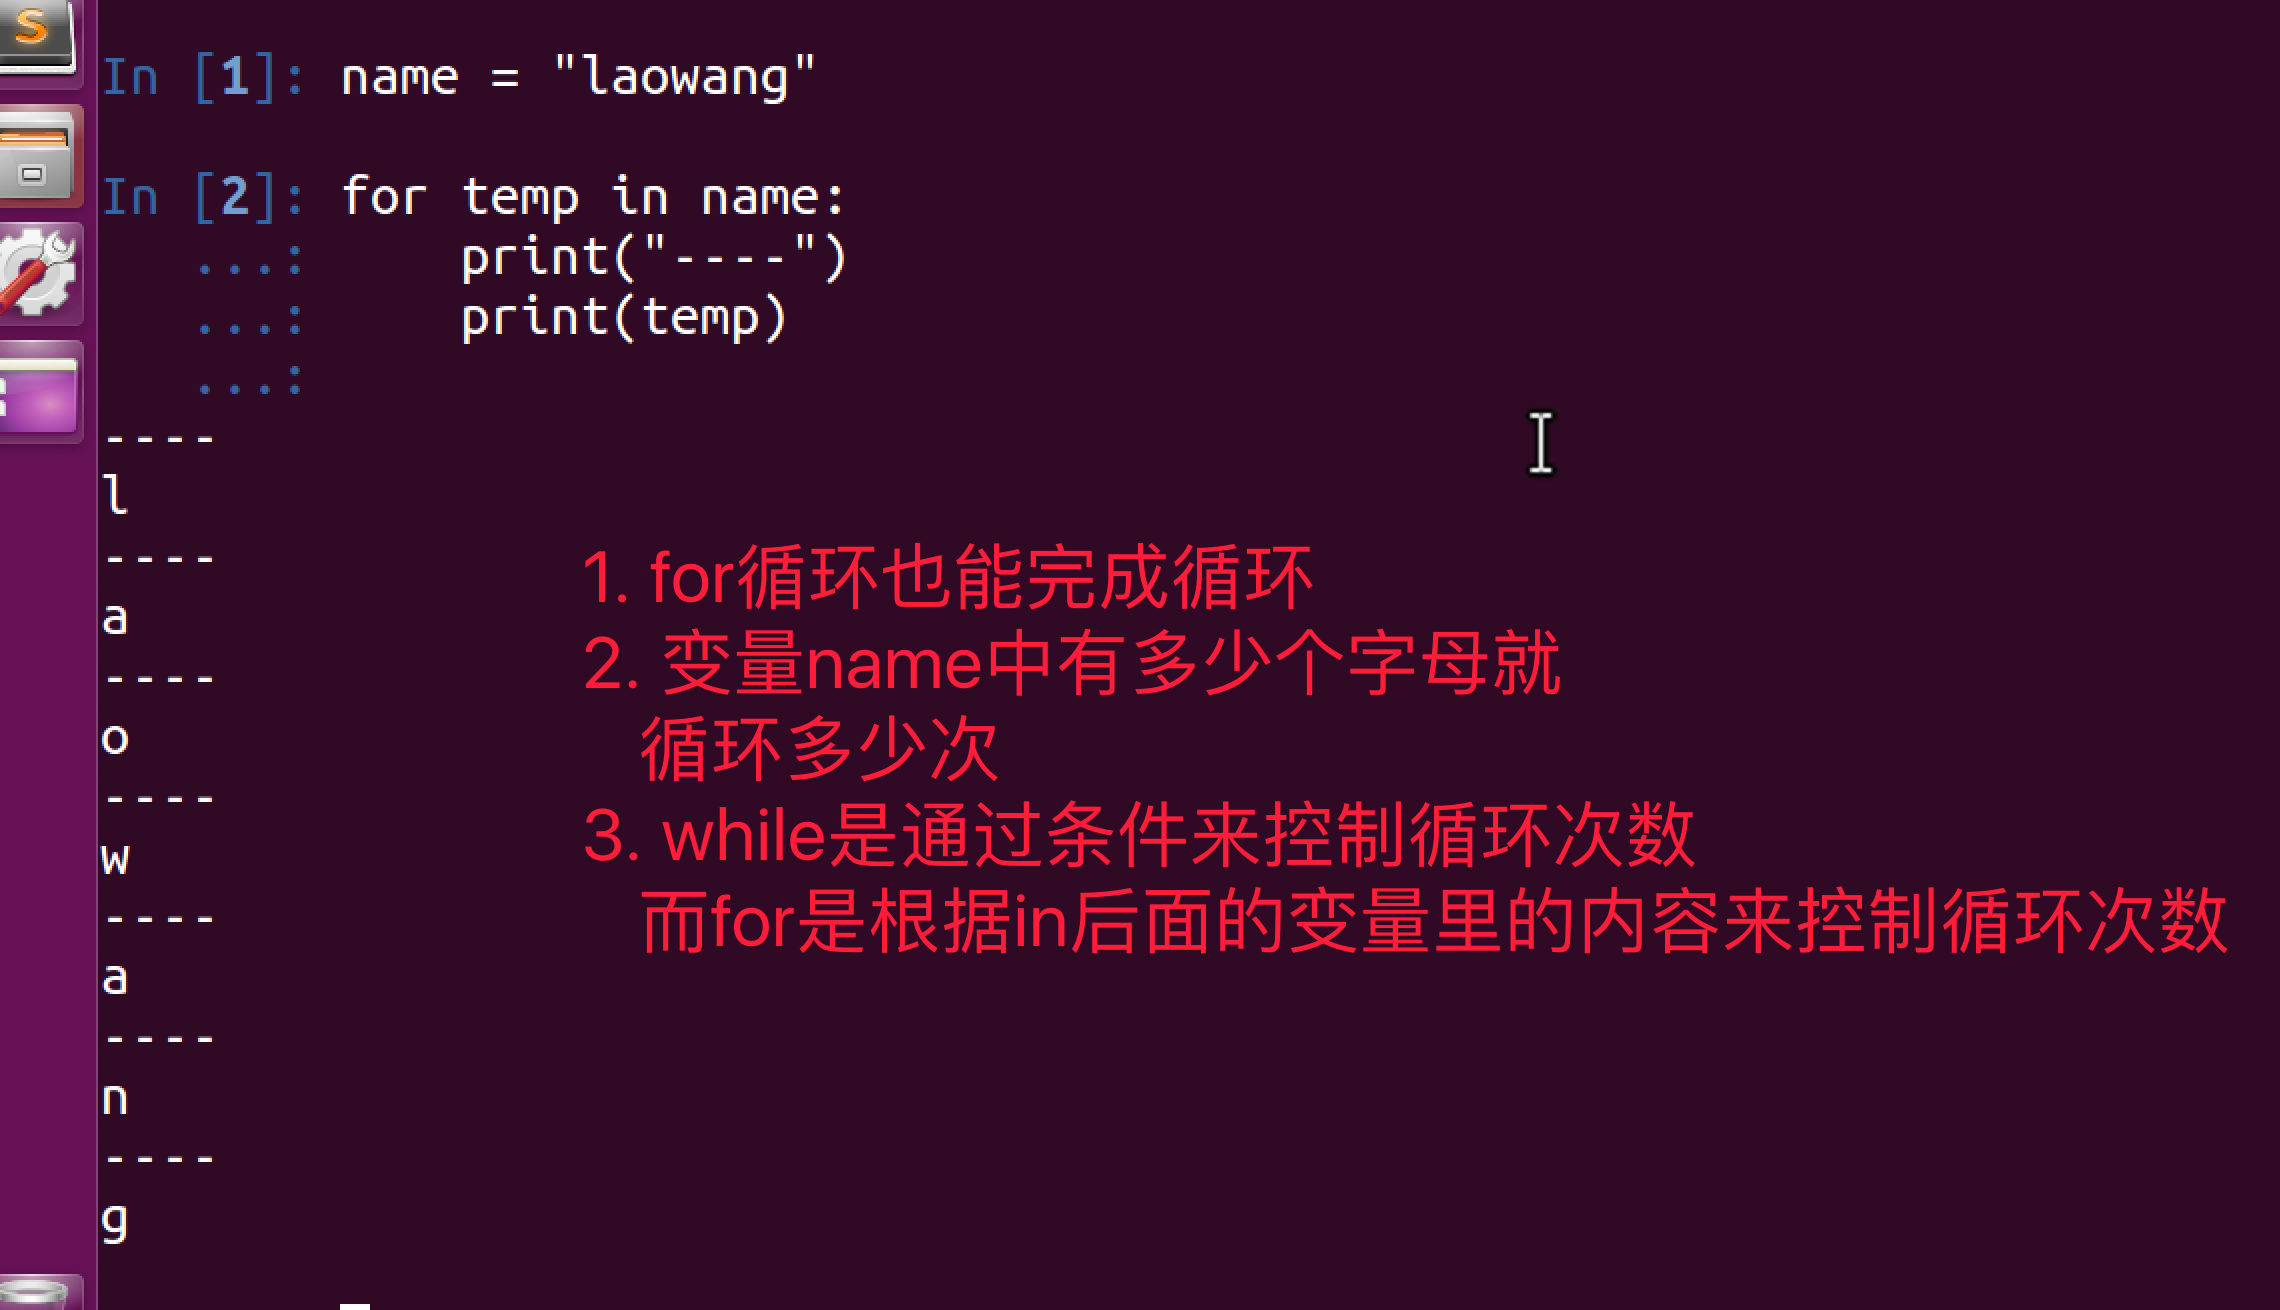 In [1]: name = "laowang"
In [2]: for temp in name:
...: print("----")
...: print(temp)
...:
----
l
----
a
----
o
----
w
----
a
----
n
----
g
1. for循环也能完成循环
2. 变量name中有多少个字母就
循环多少次
3. while是通过条件来控制循环次数
而for是根据in后面的变量里的内容来控制循环次数